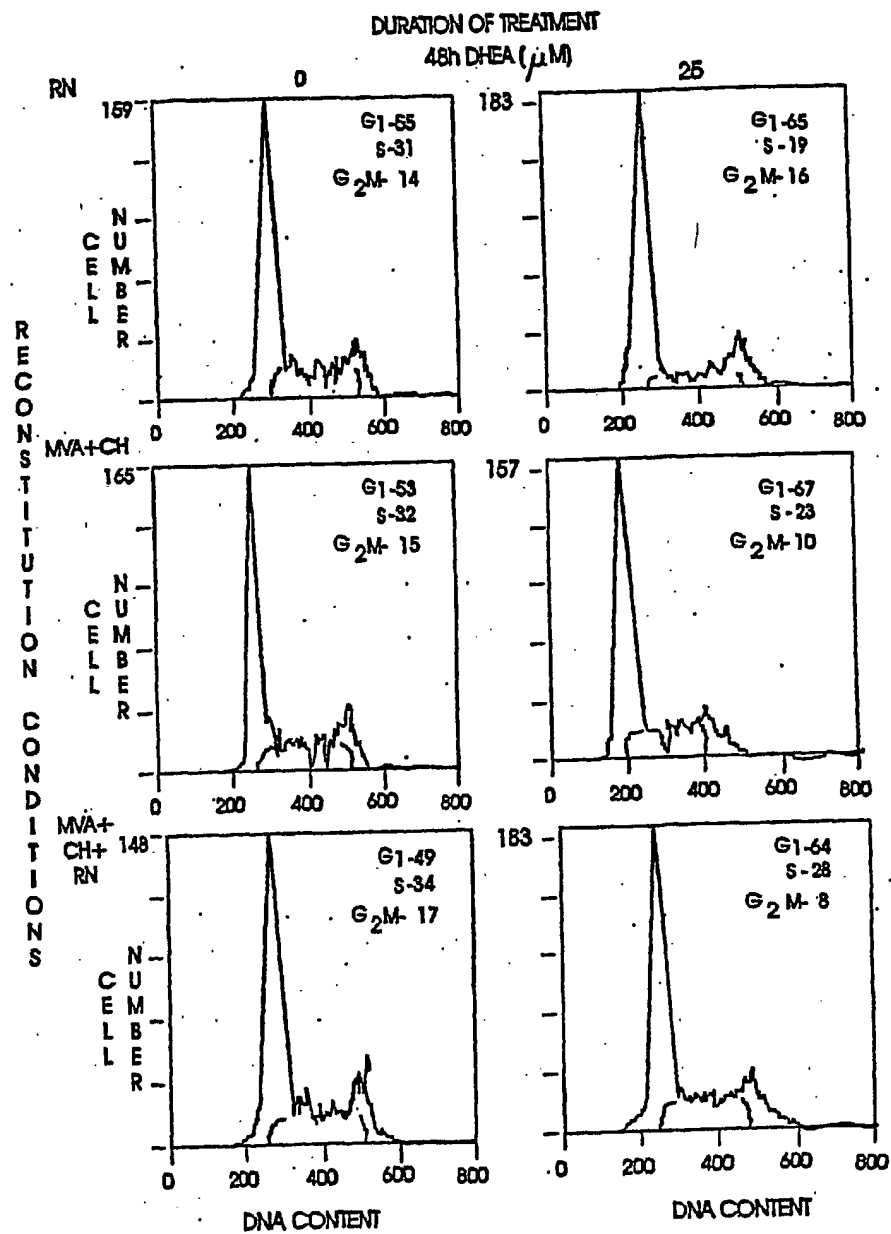 DURATION OF TREATMENT
48h DHEA (μM)
RN
0
25
159
G1-55
S-31
G2M- 14
CELL NUMBER
0 200 400 600 800
183
G1-65
S-19
G2M-16
0 200 400 600 800
RECONSTITUTION CONDITIONS
MVA+CH
165
G1-53
S-32
G2M- 15
CELL NUMBER
0 200 400 600 800
157
G1-67
S-23
G2M-10
0 200 400 600 800
MVA+
CH+
RN
148
G1-49
S-34
G2M- 17
CELL NUMBER
0 200 400 600 800
DNA CONTENT
183
G1-64
S-28
G2M- 8
0 200 400 600 800
DNA CONTENT